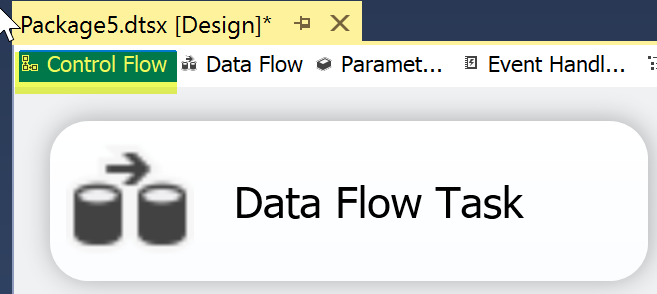 Package5.dtsx [Design]*
Control Flow Data Flow Paramet... Event Handl...
Data Flow Task